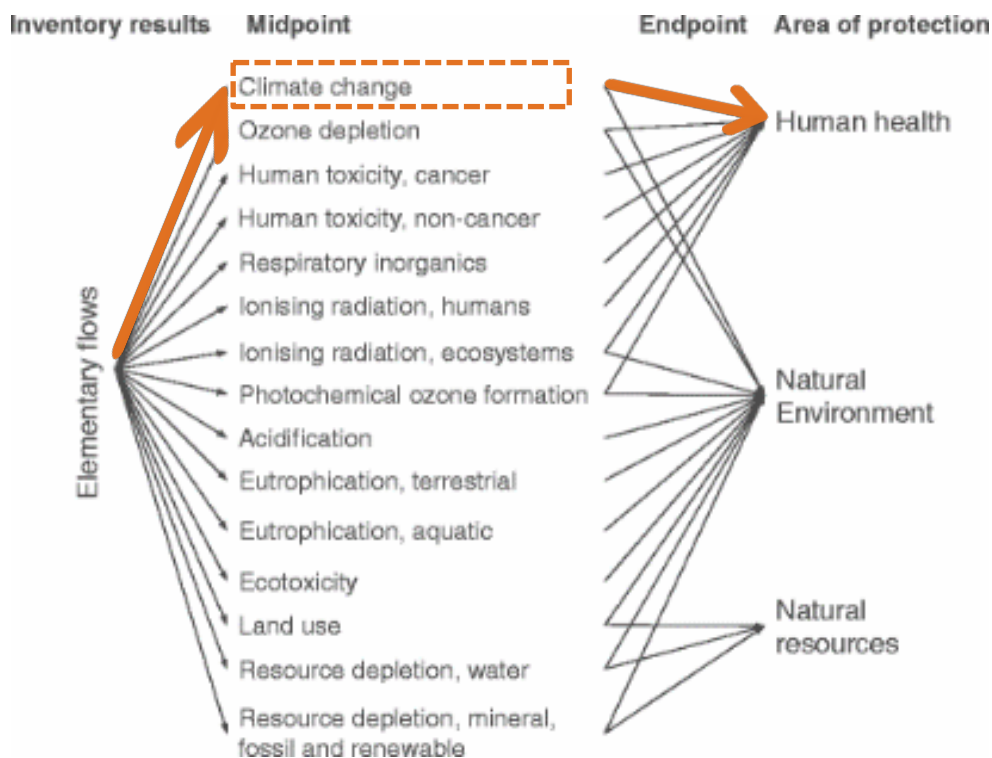 Inventory results Midpoint Endpoint Area of protection
Elementary flows
Climate change
Ozone depletion
Human toxicity, cancer
Human toxicity, non-cancer
Respiratory inorganics
Ionising radiation, humans
Ionising radiation, ecosystems
Photochemical ozone formation
Acidification
Eutrophication, terrestrial
Eutrophication, aquatic
Ecotoxicity
Land use
Resource depletion, water
Resource depletion, mineral,
fossil and renewable
Human health
Natural
Environment
Natural
resources